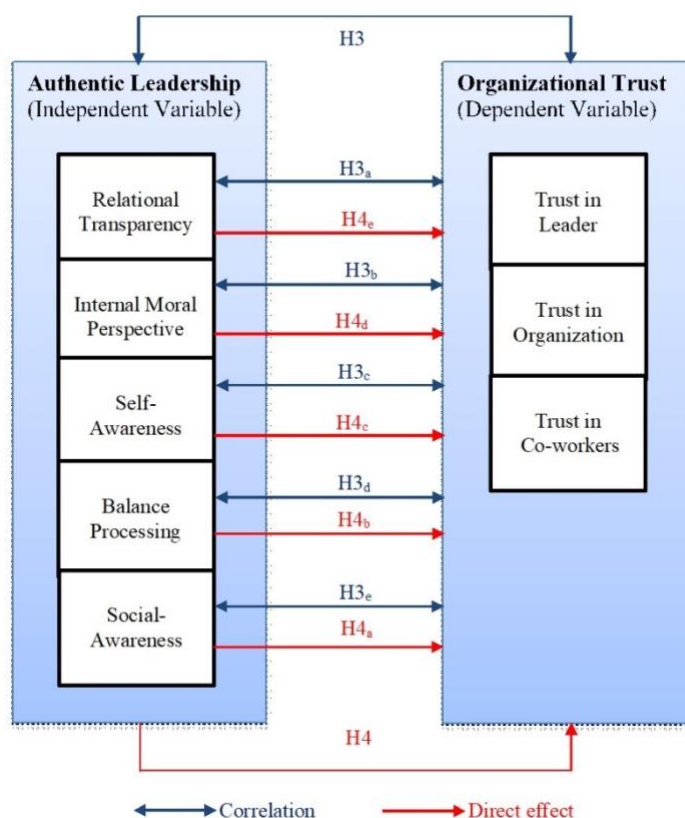 H3
Authentic Leadership
(Independent Variable)
Organizational Trust
(Dependent Variable)
Relational
Transparency
Internal Moral
Perspective
Self-
Awareness
Balance
Processing
Social-
Awareness
H3a
H4e
H3b
H4d
H3c
H4c
H3d
H4b
H3e
H4a
Trust in
Leader
Trust in
Organization
Trust in
Co-workers
H4
Correlation
Direct effect